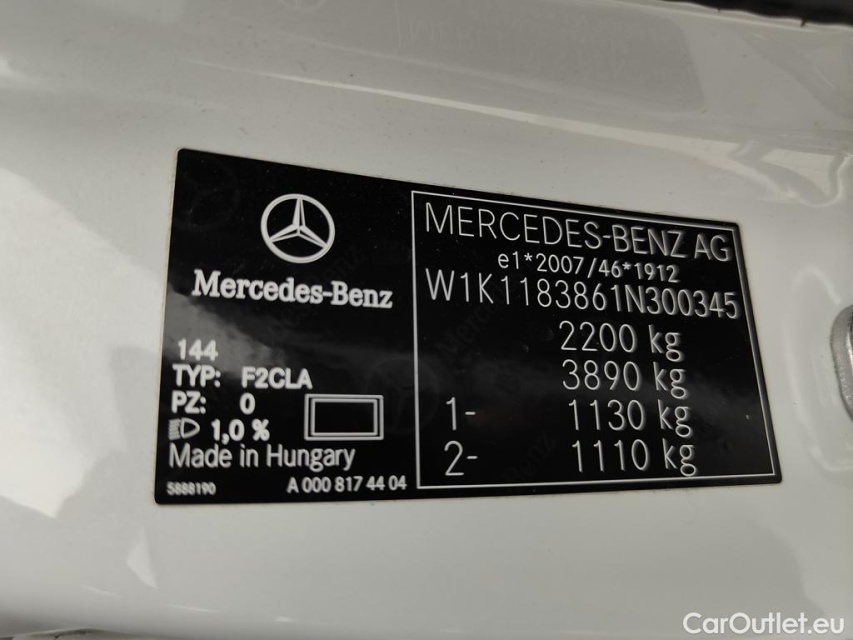 Mercedes-Benz
144
TYP: F2CLA
PZ: 0
1,0 %
Made in Hungary
5888190
A 000 817 44 04
MERCEDES-BENZ AG
e1*2007/46*1912
W1K1183861N300345
2200 kg
3890 kg
1- 1130 kg
2- 1110 kg
CarOutlet.eu